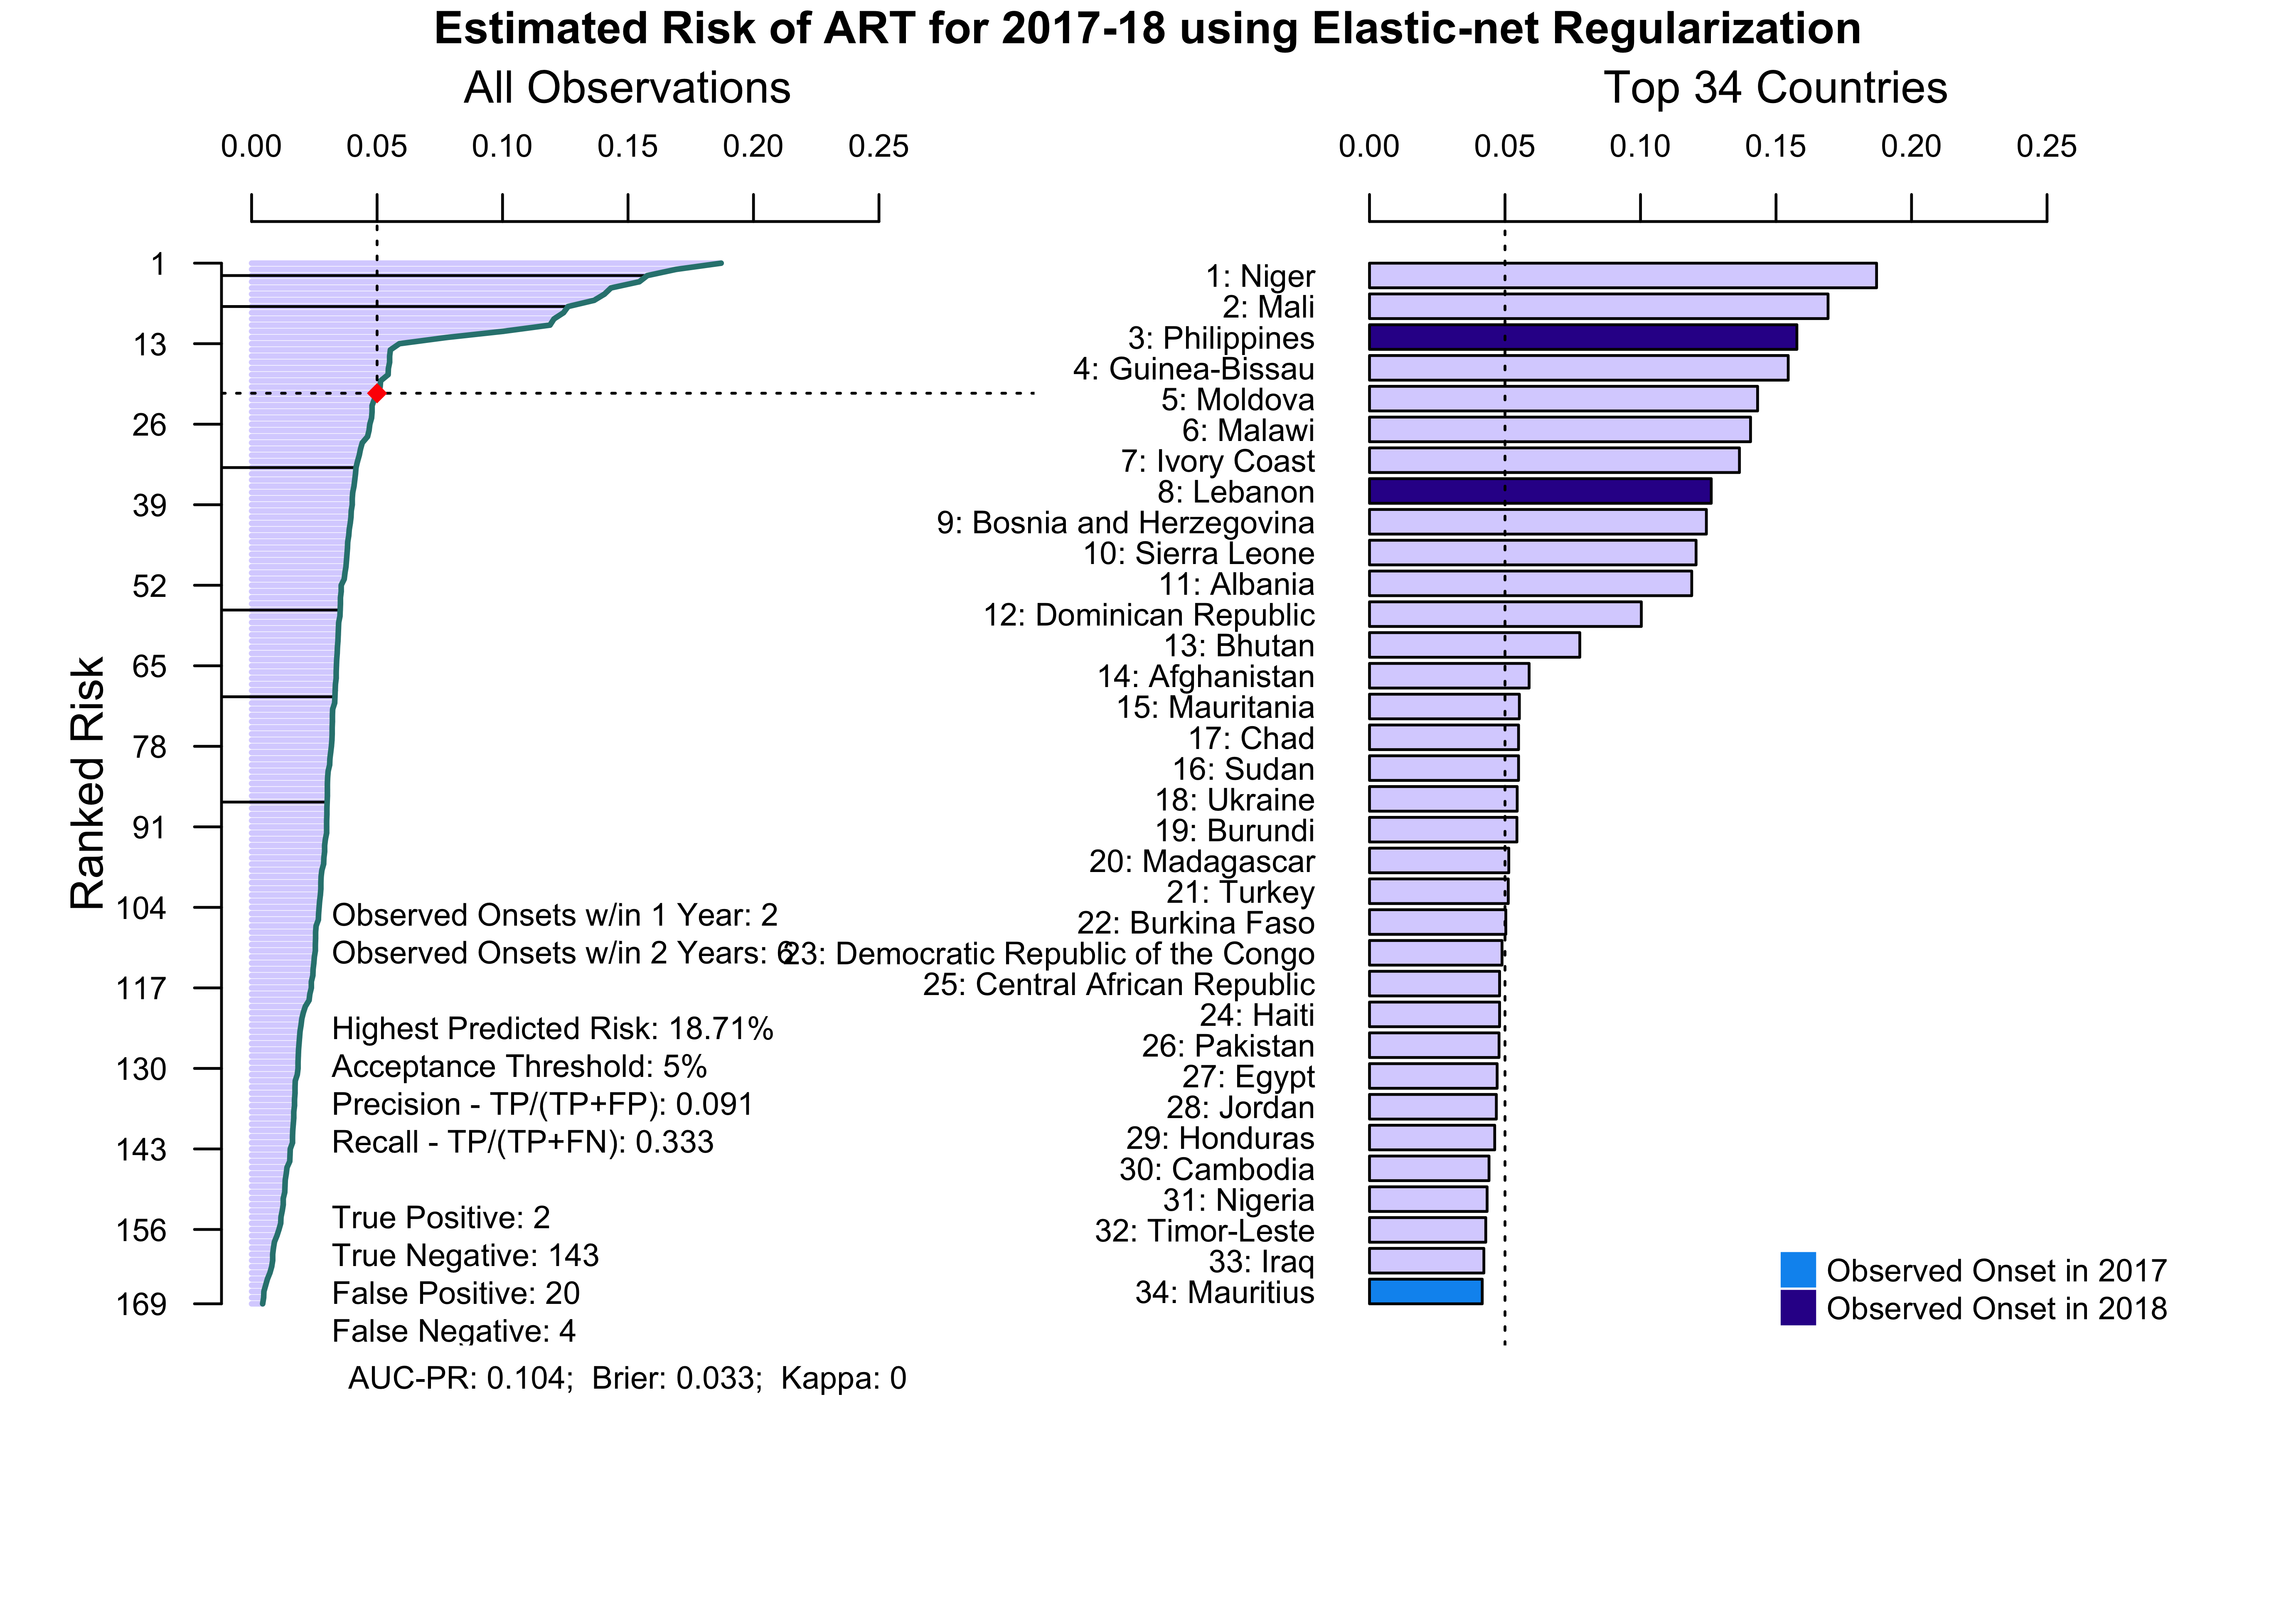 Estimated Risk of ART for 2017-18 using Elastic-net Regularization
All Observations
0.00 0.05 0.10 0.15 0.20 0.25
Ranked Risk
1
13
26
39
52
65
78
91
104
117
130
143
156
169
Observed Onsets w/in 1 Year: 2
Observed Onsets w/in 2 Years: 6
Highest Predicted Risk: 18.71%
Acceptance Threshold: 5%
Precision - TP/(TP+FP): 0.091
Recall - TP/(TP+FN): 0.333
True Positive: 2
True Negative: 143
False Positive: 20
False Negative: 4
AUC-PR: 0.104; Brier: 0.033; Kappa: 0
Top 34 Countries
0.00 0.05 0.10 0.15 0.20 0.25
1: Niger
2: Mali
3: Philippines
4: Guinea-Bissau
5: Moldova
6: Malawi
7: Ivory Coast
8: Lebanon
9: Bosnia and Herzegovina
10: Sierra Leone
11: Albania
12: Dominican Republic
13: Bhutan
14: Afghanistan
15: Mauritania
17: Chad
16: Sudan
18: Ukraine
19: Burundi
20: Madagascar
21: Turkey
22: Burkina Faso
23: Democratic Republic of the Congo
25: Central African Republic
24: Haiti
26: Pakistan
27: Egypt
28: Jordan
29: Honduras
30: Cambodia
31: Nigeria
32: Timor-Leste
33: Iraq
34: Mauritius
Observed Onset in 2017
Observed Onset in 2018